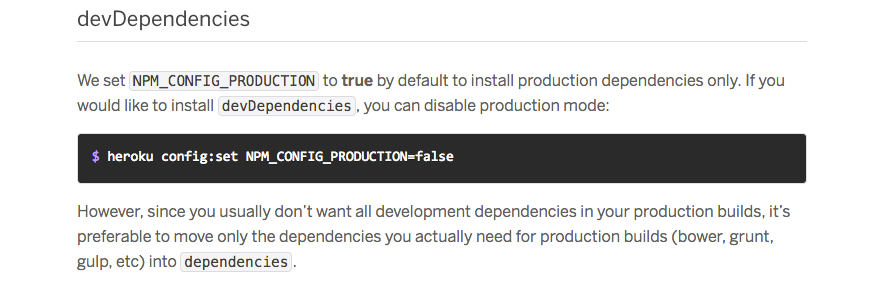 devDependencies
We set NPM_CONFIG_PRODUCTION to true by default to install production dependencies only. If you
would like to install devDependencies, you can disable production mode:
$ heroku config:set NPM_CONFIG_PRODUCTION=false
However, since you usually don’t want all development dependencies in your production builds, it’s
preferable to move only the dependencies you actually need for production builds (bower, grunt,
gulp, etc) into dependencies.